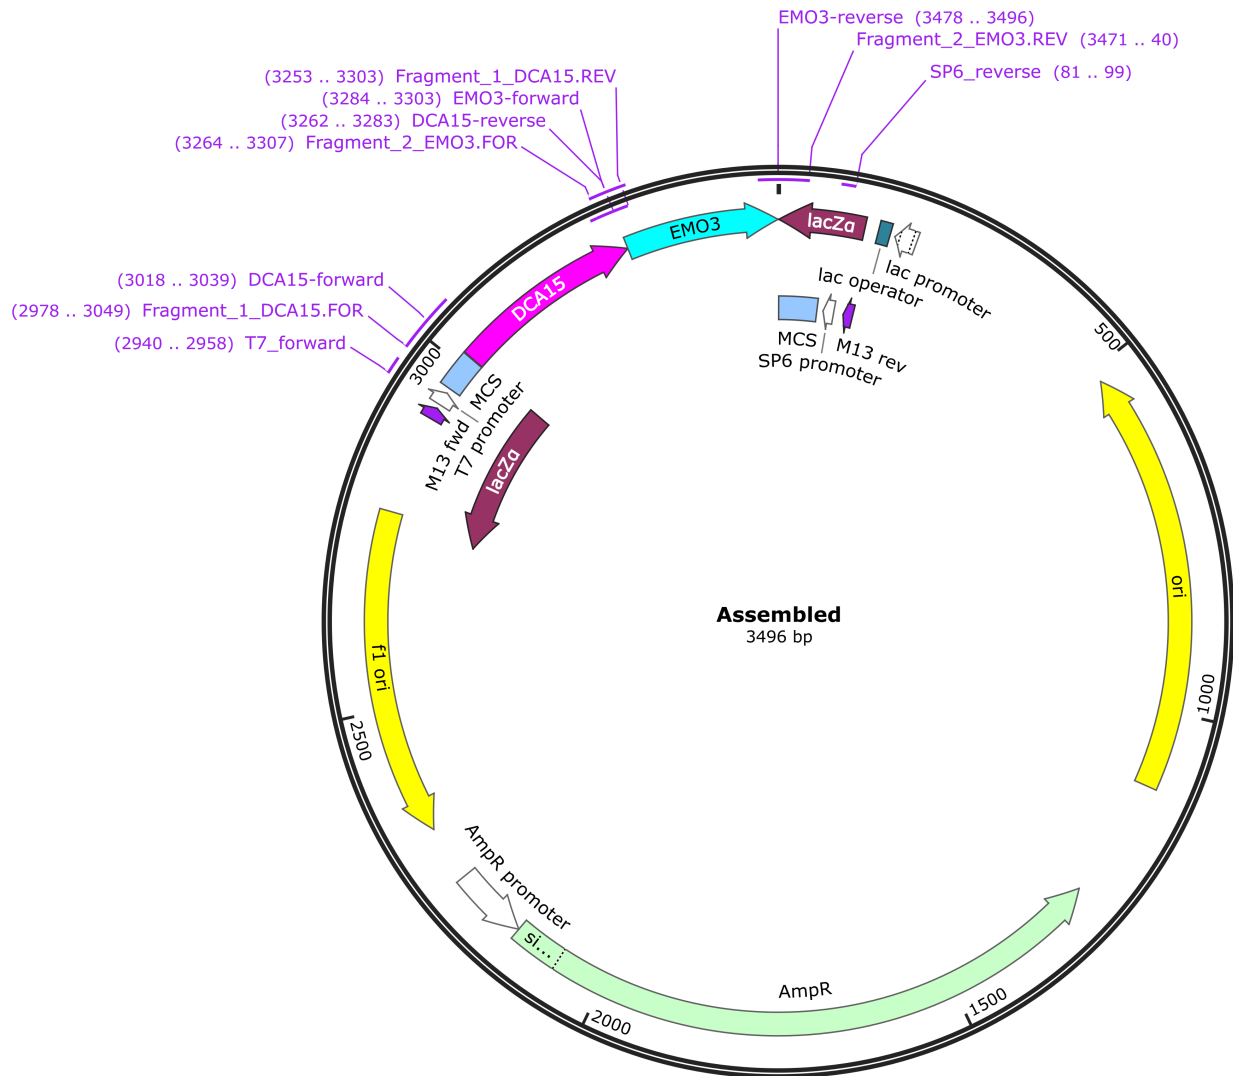 EMO3-reverse (3478 .. 3496)
Fragment_2_EMO3.REV (3471 .. 40)
SP6_reverse (81 .. 99)
(3253 .. 3303) Fragment_1_DCA15.REV
(3284 .. 3303) EMO3-forward
(3262 .. 3283) DCA15-reverse
(3264 .. 3307) Fragment_2_EMO3.FOR
(3018 .. 3039) DCA15-forward
(2978 .. 3049) Fragment_1_DCA15.FOR
(2940 .. 2958) T7_forward
EMO3
lacZα
lac promoter
lac operator
DCA15
MCS
SP6 promoter
M13 rev
500
3000
MCS
T7 promoter
M13 fwd
lacZα
ori
f1 ori
Assembled
3496 bp
1000
2500
AmpR promoter
si...
AmpR
1500
2000